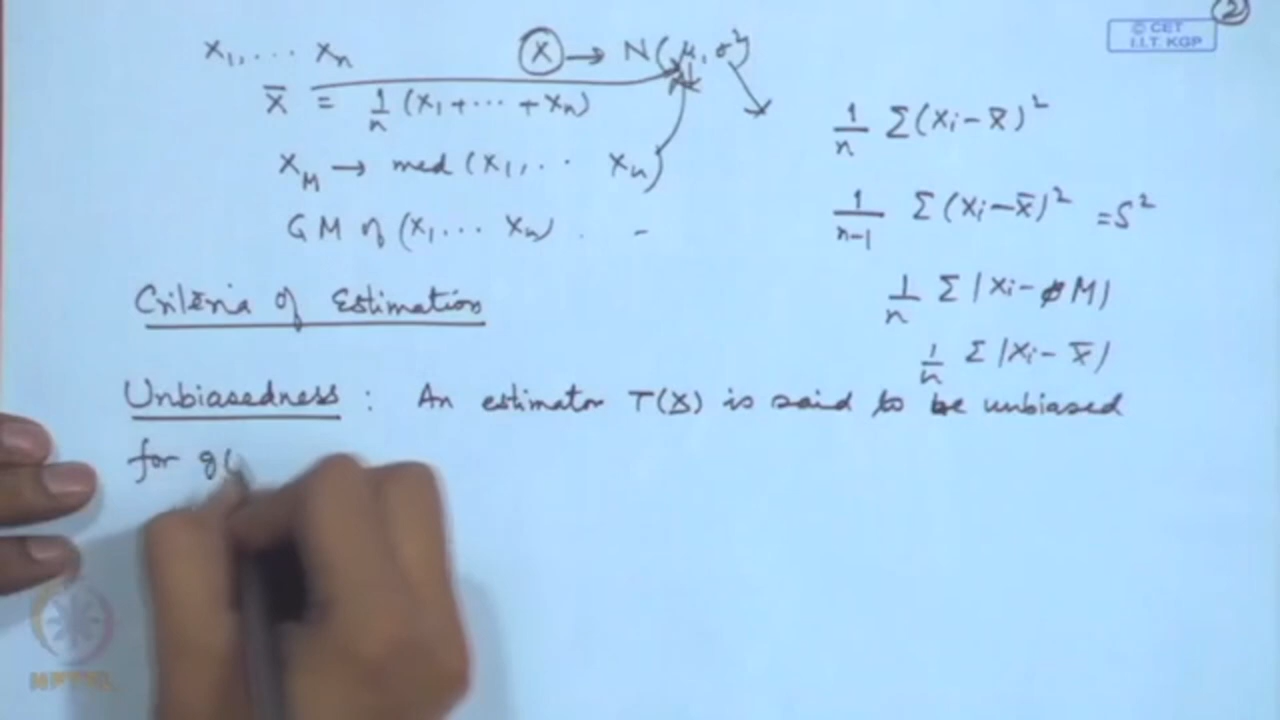 2
© CET
I.I.T. KGP
X₁, ... Xₙ   X → N(μ, σ²)
X̄ = 1/n (X₁ + ... + Xₙ)
X_M → med (X₁, .. Xₙ)
GM of (X₁ ... Xₙ) . -
1/n Σ(Xᵢ - X̄)²
1/(n-1) Σ(Xᵢ - X̄)² = S²
1/n Σ |Xᵢ - M|
1/n Σ |Xᵢ - X̄|
Criteria of Estimation
Unbiasedness : An estimator T(X) is said to be unbiased
for g(
NPTEL